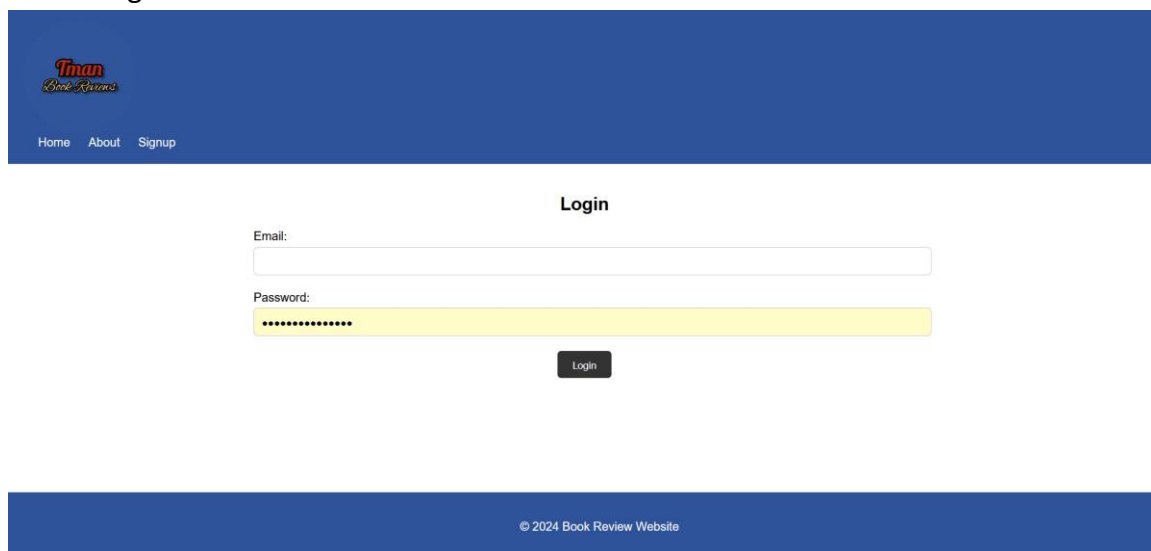 Tman
Book Reviews
Home About Signup
Login
Email:
Password:
•••••••••••••••
Login
© 2024 Book Review Website